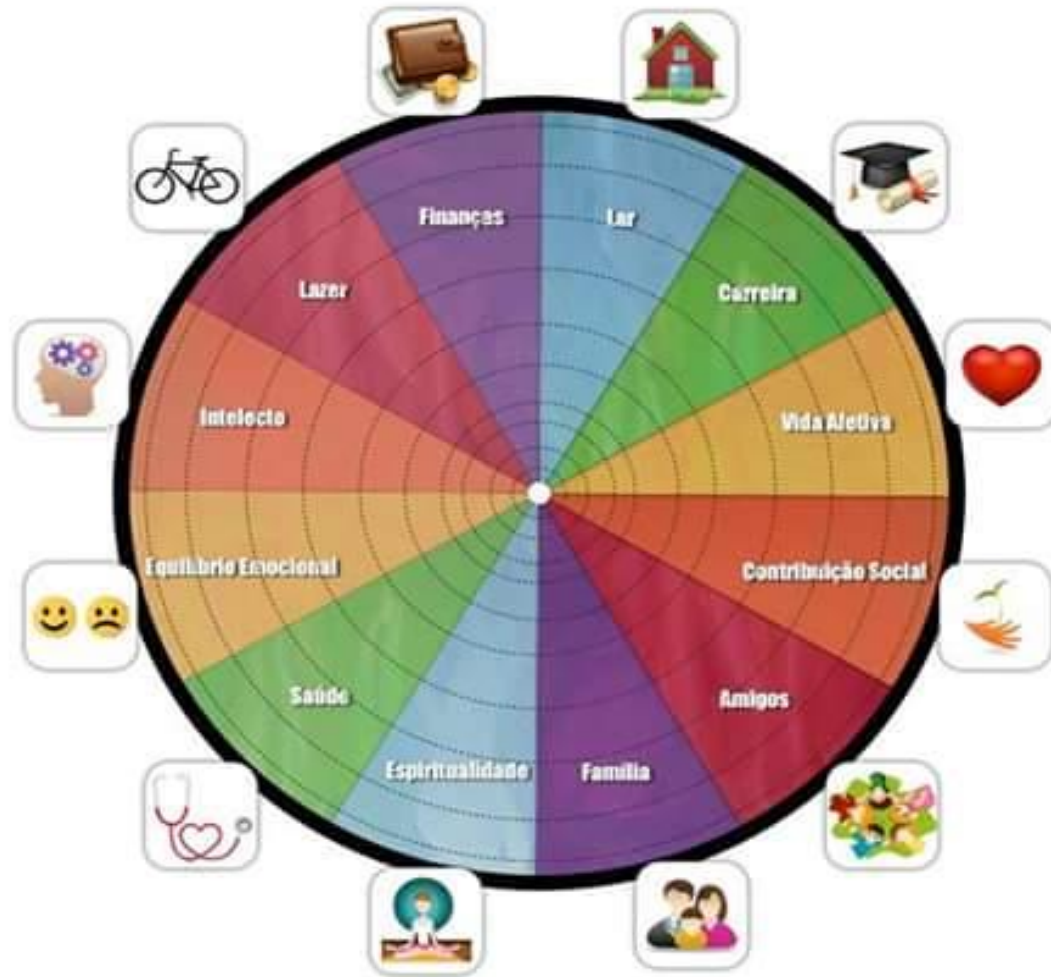 Finanças
Lar
Carreira
Vida Afetiva
Contribuição Social
Amigos
Família
Espiritualidade
Saúde
Equilíbrio Emocional
Intelecto
Lazer